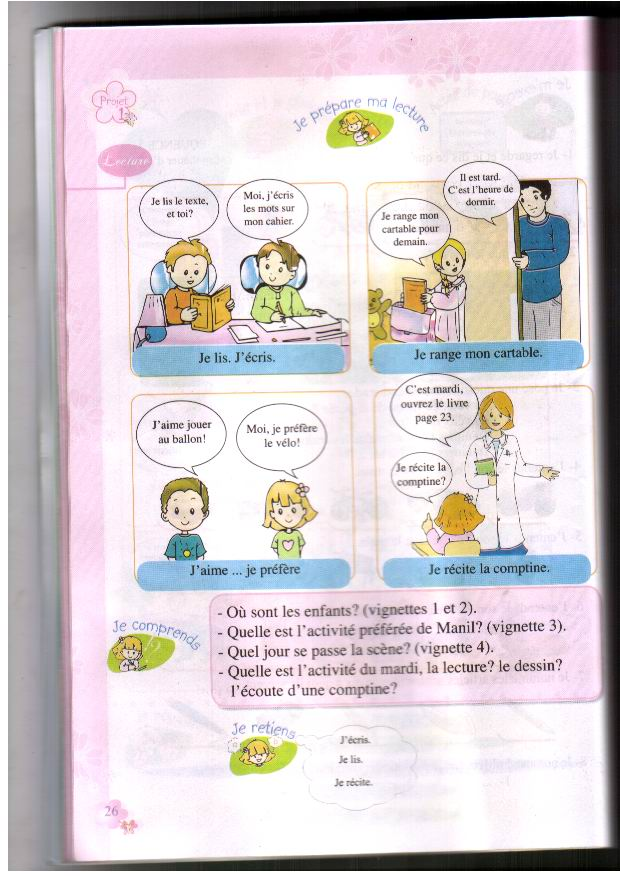 Projet
1
Je prépare ma lecture
Lecture
Je lis le texte,
et toi?
Moi, j'écris
les mots sur
mon cahier.
Je lis. J'écris.
Il est tard.
C'est l'heure de
dormir.
Je range mon
cartable pour
demain.
Je range mon cartable.
J'aime jouer
au ballon!
Moi, je préfère
le vélo!
J'aime ... je préfère
C'est mardi,
ouvrez le livre
page 23.
Je récite la
comptine?
Je récite la comptine.
Je comprends
- Où sont les enfants? (vignettes 1 et 2).
- Quelle est l'activité préférée de Manil? (vignette 3).
- Quel jour se passe la scène? (vignette 4).
- Quelle est l'activité du mardi, la lecture? le dessin?
l'écoute d'une comptine?
Je retiens
J'écris.
Je lis.
Je récite.
26